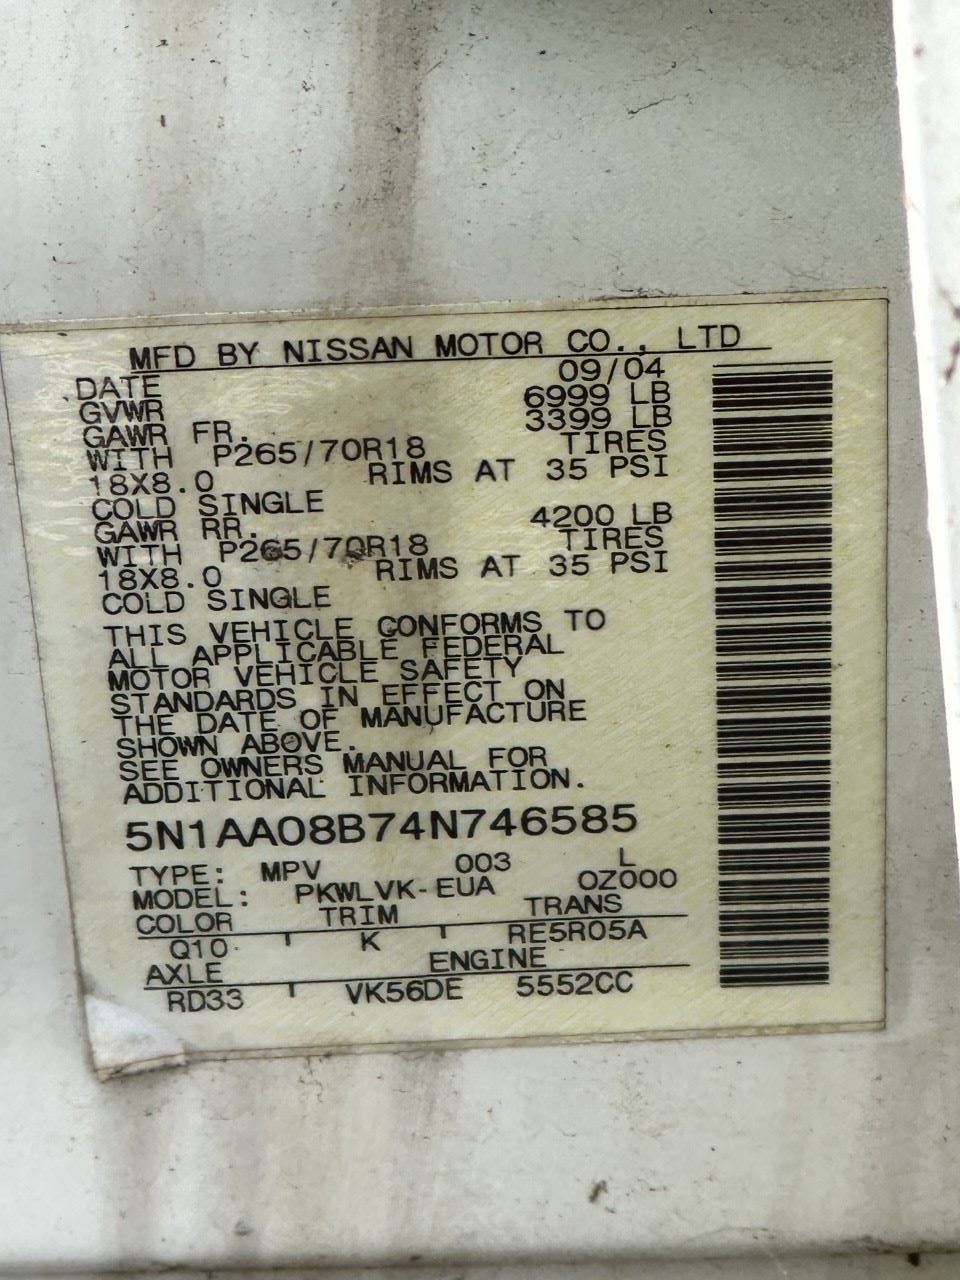 MFD BY NISSAN MOTOR CO., LTD
DATE 09/04
GVWR 6999 LB
GAWR FR. 3399 LB
WITH P265/70R18 TIRES
18X8.0 RIMS AT 35 PSI
COLD SINGLE
GAWR RR. 4200 LB
WITH P265/70R18 TIRES
18X8.0 RIMS AT 35 PSI
COLD SINGLE
THIS VEHICLE CONFORMS TO
ALL APPLICABLE FEDERAL
MOTOR VEHICLE SAFETY
STANDARDS IN EFFECT ON
THE DATE OF MANUFACTURE
SHOWN ABOVE.
SEE OWNERS MANUAL FOR
ADDITIONAL INFORMATION.
5N1AA08B74N746585
TYPE: MPV 003 L
MODEL: PKWLVK-EUA 0Z000
COLOR TRIM TRANS
Q10 K RE5R05A
AXLE ENGINE
RD33 VK56DE 5552CC